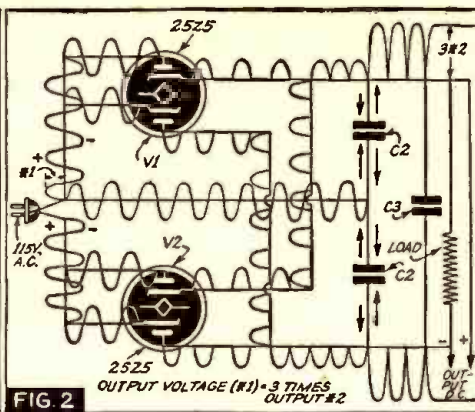 25Z5
3#2
V1
C2
+
#1
-
115V.
A.C.
+
-
C3
V2
LOAD
C2
25Z5
-
+
OUTPUT VOLTAGE (#1)=3 TIMES
OUTPUT #2
OUT-
PUT
D.C.
FIG. 2